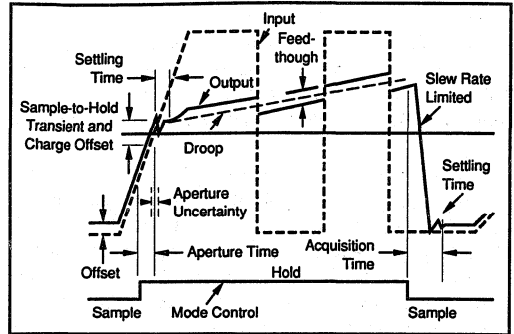 Input
Feed-
though
Settling
Time
Output
Slew Rate
Limited
Sample-to-Hold
Transient and
Charge Offset
Droop
Settling
Time
Aperture
Uncertainty
Aperture Time
Acquisition
Time
Offset
Hold
Sample
Mode Control
Sample